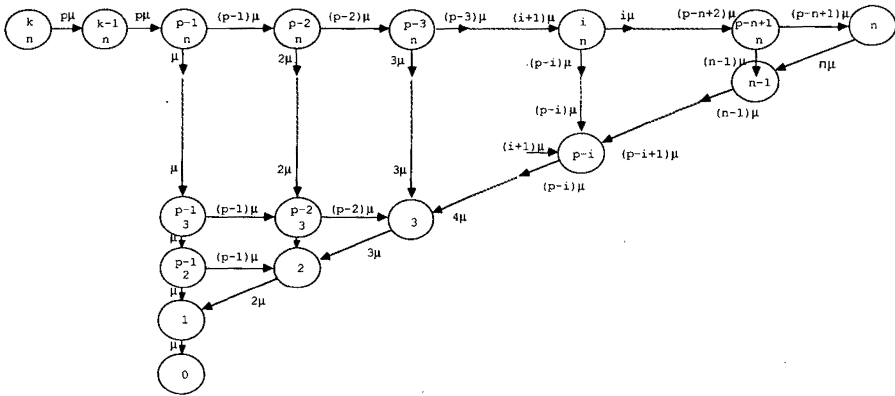 k pμ k-1 pμ p-1 (p-1)μ p-2 (p-2)μ p-3 (p-3)μ (i+1)μ i iμ (p-n+2)μ p-n+1 (p-n+1)μ n
n n n n n n n
μ 2μ 3μ (p-i)μ (n-1)μ nμ
n-1
(p-i)μ (n-1)μ
(i+1)μ p-i (p-i+1)μ
μ 2μ 3μ (p-i)μ
p-1 (p-1)μ p-2 (p-2)μ 3 4μ
3 3
μ 3μ
p-1 (p-1)μ 2
2
μ 2μ
1
μ
0